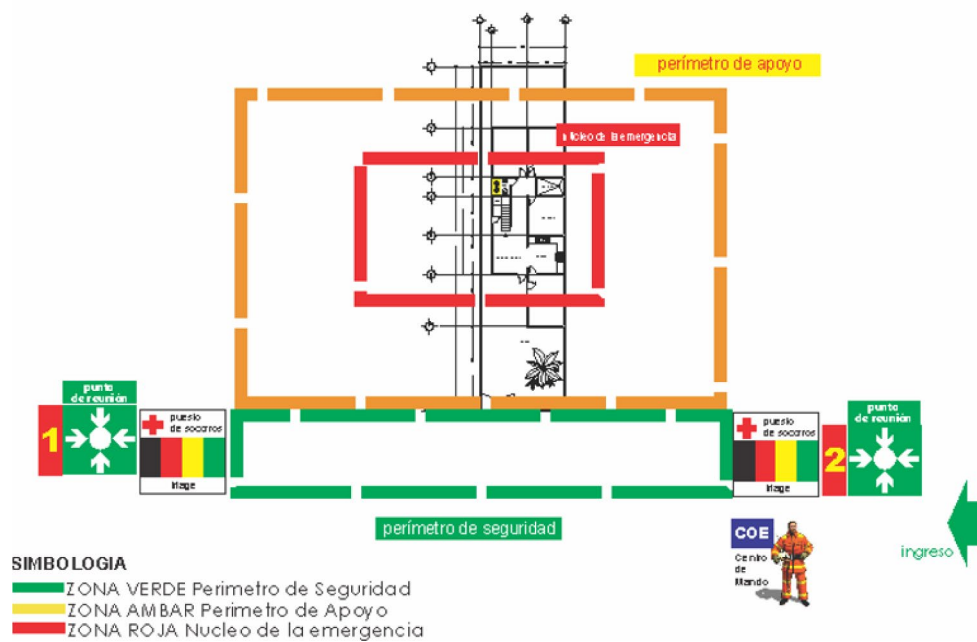 perímetro de apoyo
Núcleo de la emergencia
punto
de reunión
1
puesto
de socorros
triage
puesto
de socorros
triage
2
punto
de reunión
perímetro de seguridad
COE
Centro
de
Mando
ingreso
SIMBOLOGIA
ZONA VERDE Perimetro de Seguridad
ZONA AMBAR Perimetro de Apoyo
ZONA ROJA Nucleo de la emergencia